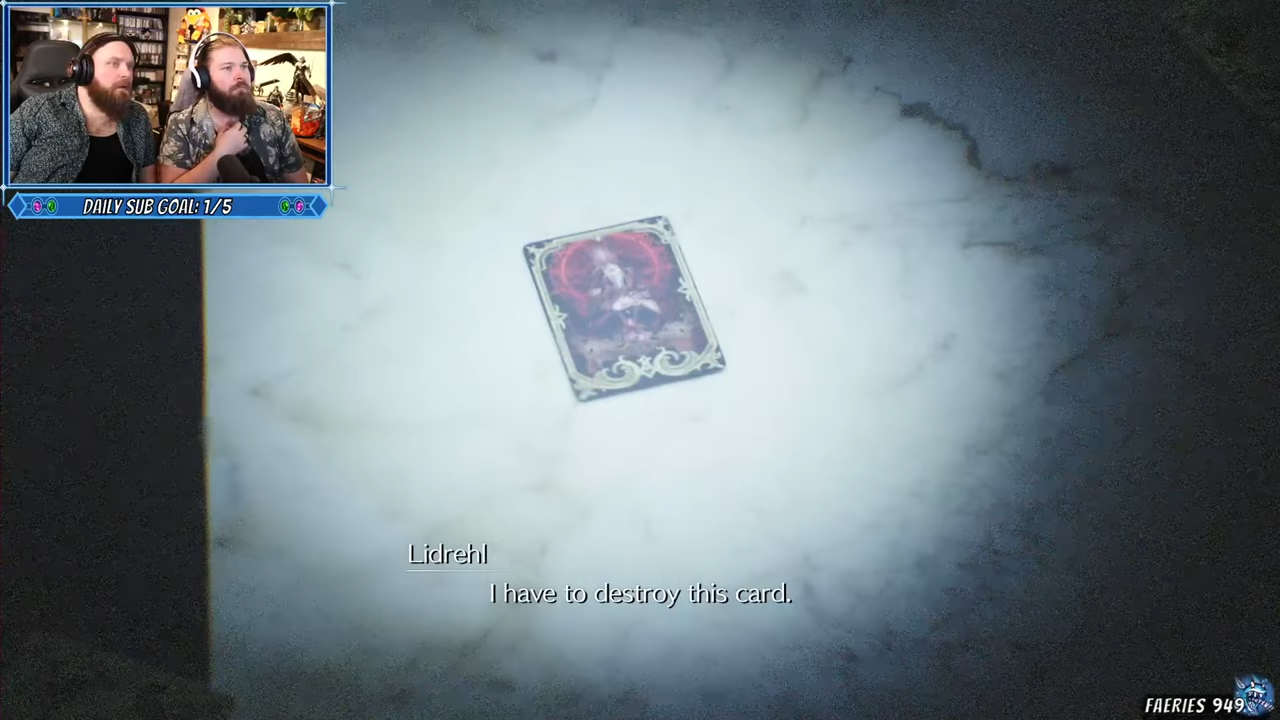 DAILY SUB GOAL: 1/5
Lidrehl
I have to destroy this card.
FAERIES 949